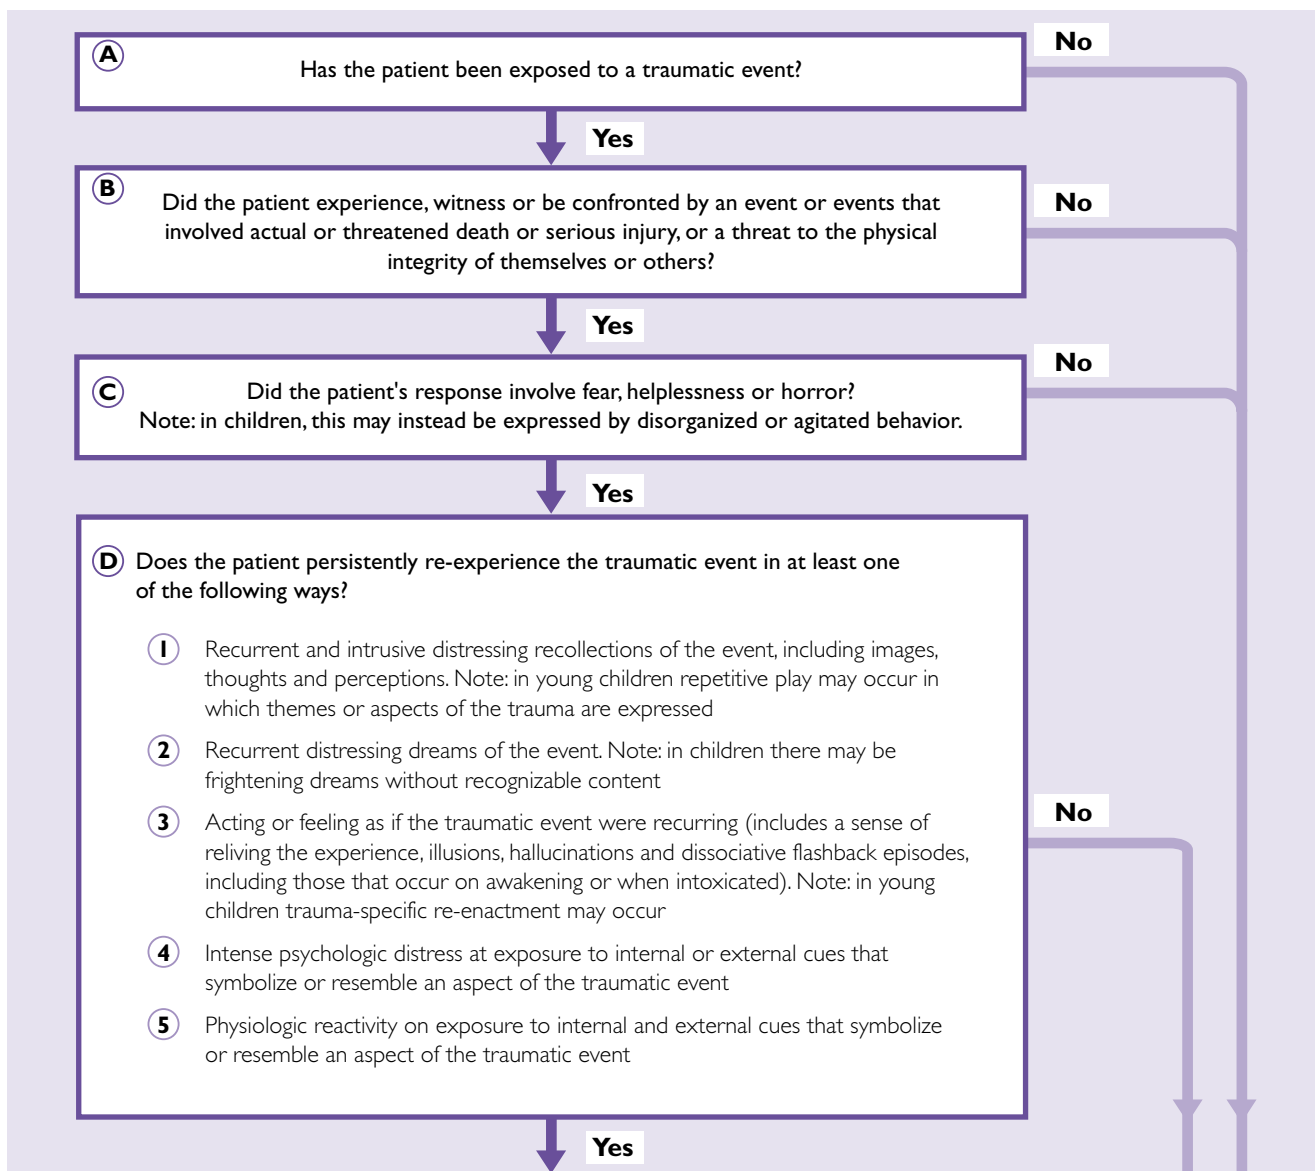 A
Has the patient been exposed to a traumatic event?
No
Yes
B
Did the patient experience, witness or be confronted by an event or events that
involved actual or threatened death or serious injury, or a threat to the physical
integrity of themselves or others?
No
Yes
C
Did the patient's response involve fear, helplessness or horror?
Note: in children, this may instead be expressed by disorganized or agitated behavior.
No
Yes
D Does the patient persistently re-experience the traumatic event in at least one
of the following ways?
1 Recurrent and intrusive distressing recollections of the event, including images,
thoughts and perceptions. Note: in young children repetitive play may occur in
which themes or aspects of the trauma are expressed
2 Recurrent distressing dreams of the event. Note: in children there may be
frightening dreams without recognizable content
3 Acting or feeling as if the traumatic event were recurring (includes a sense of
reliving the experience, illusions, hallucinations and dissociative flashback episodes,
including those that occur on awakening or when intoxicated). Note: in young
children trauma-specific re-enactment may occur
4 Intense psychologic distress at exposure to internal or external cues that
symbolize or resemble an aspect of the traumatic event
5 Physiologic reactivity on exposure to internal and external cues that symbolize
or resemble an aspect of the traumatic event
No
Yes